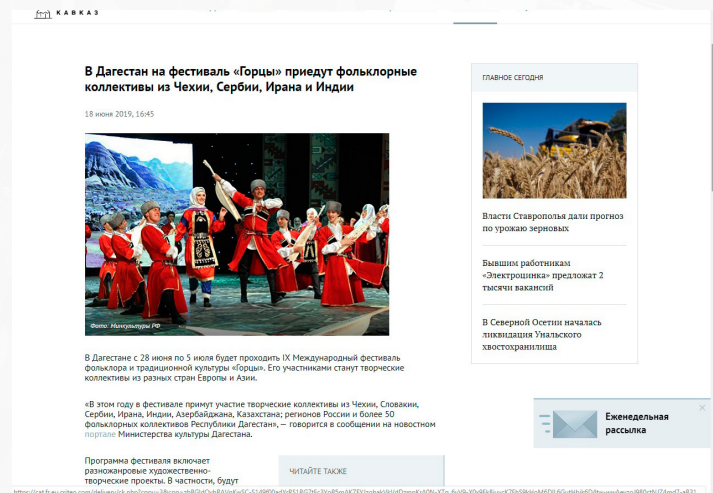 КАВКАЗ
В Дагестан на фестиваль «Горцы» приедут фольклорные
коллективы из Чехии, Сербии, Ирана и Индии
18 июня 2019, 16:45
Фото: Минкультуры РФ
В Дагестане с 28 июня по 5 июля будет проходить IX Международный фестиваль
фольклора и традиционной культуры «Горцы». Его участниками станут творческие
коллективы из разных стран Европы и Азии.
«В этом году в фестивале примут участие творческие коллективы из Чехии, Словакии,
Сербии, Ирана, Индии, Азербайджана, Казахстана; регионов России и более 50
фольклорных коллективов Республики Дагестан», — говорится в сообщении на новостном
портале Министерства культуры Дагестана.
Программа фестиваля включает
разножанровые художественно-
творческие проекты. В частности, будут
ЧИТАЙТЕ ТАКЖЕ
ГЛАВНОЕ СЕГОДНЯ
Власти Ставрополья дали прогноз
по урожаю зерновых
Бывшим работникам
«Электроцинка» предложат 2
тысячи вакансий
В Северной Осетии началась
ликвидация Унальского
хвостохранилища
Еженедельная
рассылка